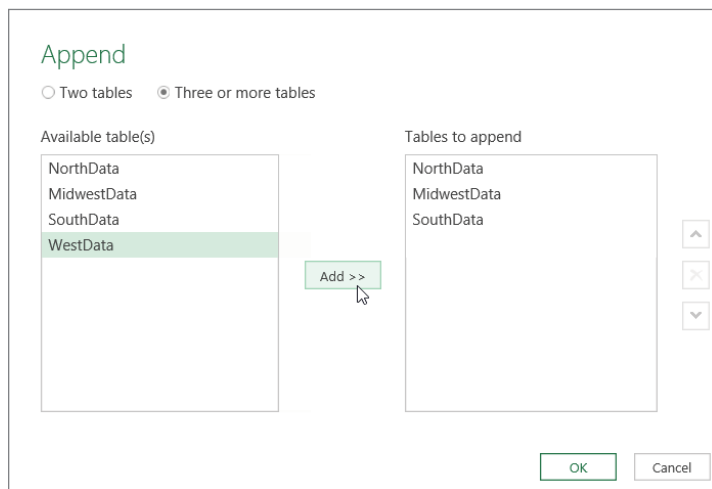 Append
Two tables Three or more tables
Available table(s)
NorthData
MidwestData
SouthData
WestData
Add >>
Tables to append
NorthData
MidwestData
SouthData
OK Cancel